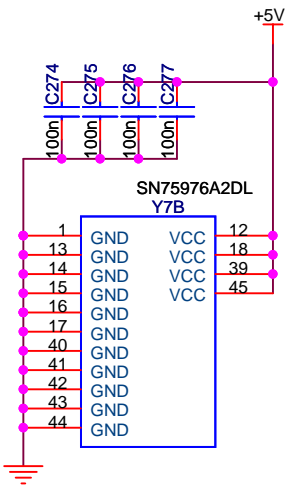 +5V
C274
C275
C276
C277
100n
100n
100n
100n
SN75976A2DL
Y7B
1 GND VCC 12
13 GND VCC 18
14 GND VCC 39
15 GND VCC 45
16 GND
17 GND
40 GND
41 GND
42 GND
43 GND
44 GND